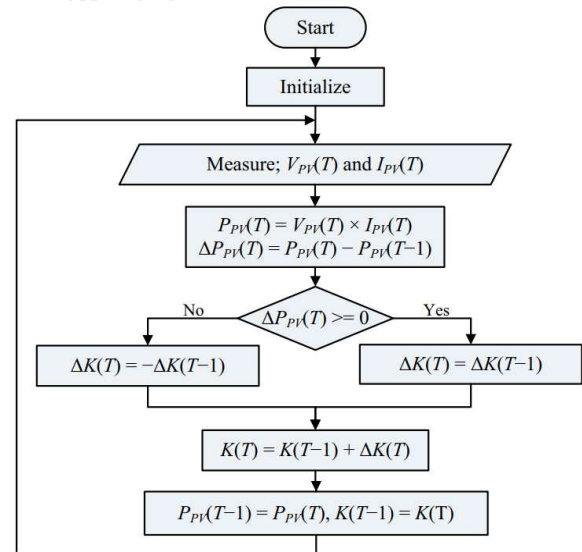 Start
Initialize
Measure; V_PV(T) and I_PV(T)
P_PV(T) = V_PV(T) × I_PV(T)
ΔP_PV(T) = P_PV(T) − P_PV(T−1)
No
ΔP_PV(T) >= 0
Yes
ΔK(T) = −ΔK(T−1)
ΔK(T) = ΔK(T−1)
K(T) = K(T−1) + ΔK(T)
P_PV(T−1) = P_PV(T), K(T−1) = K(T)